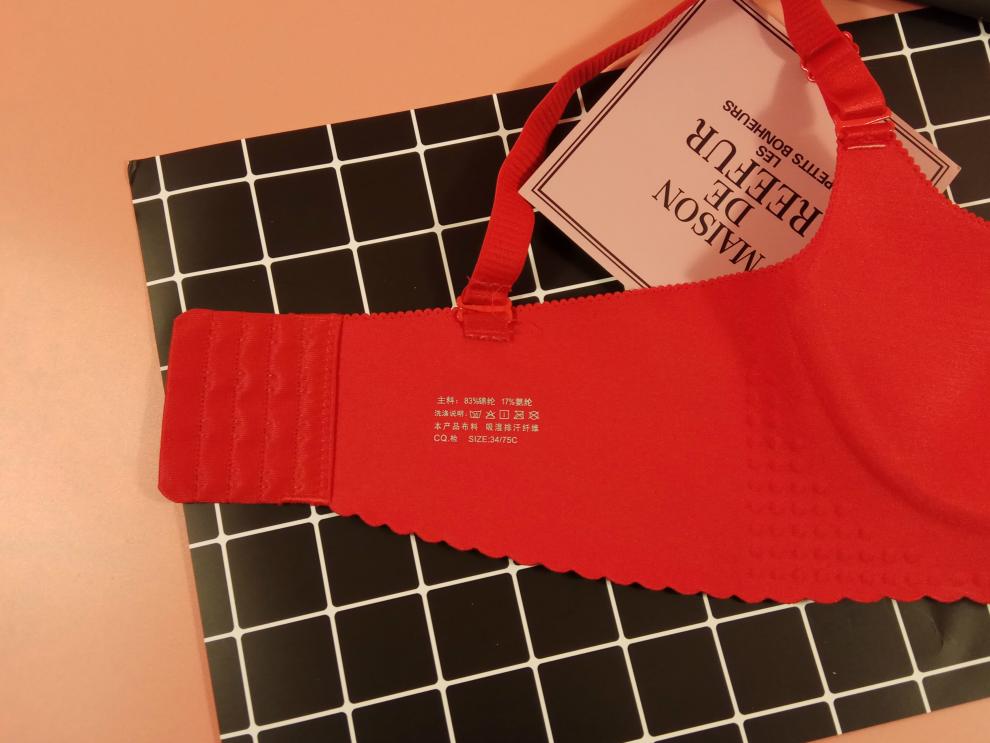 主料：83%锦纶 17%氨纶
洗涤说明：
本产品布料 吸湿排汗纤维
CQ.检 SIZE:34/75C
MAISON
DE
REEFUR
LES
PETITS BONHEURS